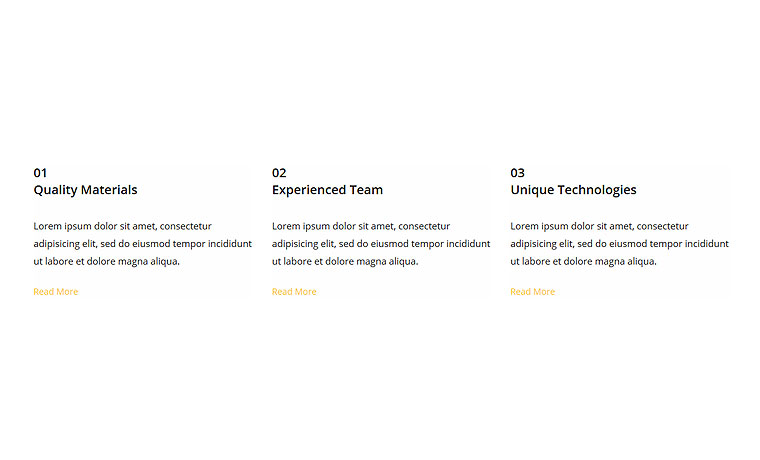 01
Quality Materials
Lorem ipsum dolor sit amet, consectetur
adipisicing elit, sed do eiusmod tempor incididunt
ut labore et dolore magna aliqua.
Read More
02
Experienced Team
Lorem ipsum dolor sit amet, consectetur
adipisicing elit, sed do eiusmod tempor incididunt
ut labore et dolore magna aliqua.
Read More
03
Unique Technologies
Lorem ipsum dolor sit amet, consectetur
adipisicing elit, sed do eiusmod tempor incididunt
ut labore et dolore magna aliqua.
Read More